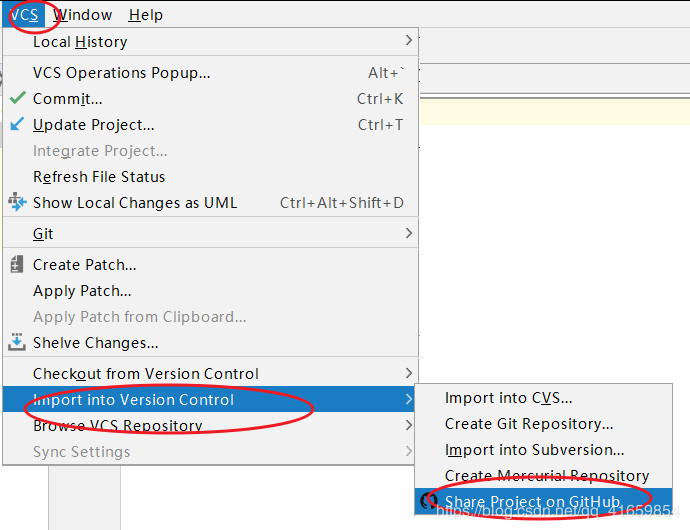 VCS Window Help
Local History
VCS Operations Popup... Alt+`
Commit... Ctrl+K
Update Project... Ctrl+T
Integrate Project...
Refresh File Status
Show Local Changes as UML Ctrl+Alt+Shift+D
Git
Create Patch...
Apply Patch...
Apply Patch from Clipboard...
Shelve Changes...
Checkout from Version Control
Import into Version Control
Browse VCS Repository
Sync Settings
Import into CVS...
Create Git Repository...
Import into Subversion...
Create Mercurial Repository
Share Project on GitHub
https://blog.csdn.net/qq_41659854